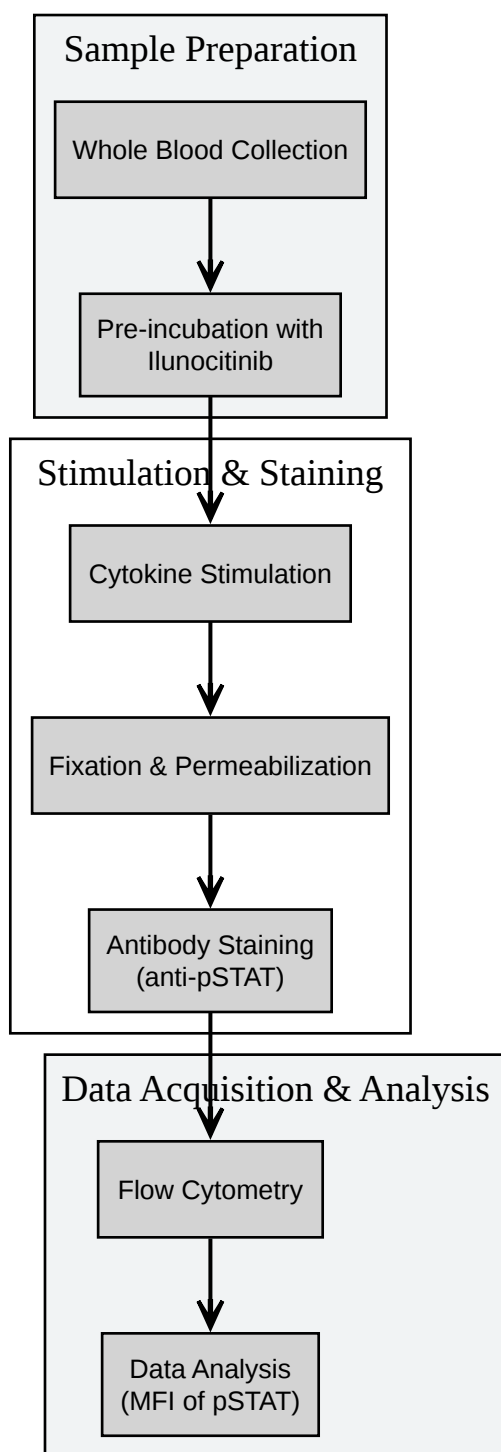 Sample Preparation
Whole Blood Collection
Pre-incubation with
Ilunocitinib
Stimulation & Staining
Cytokine Stimulation
Fixation & Permeabilization
Antibody Staining
(anti-pSTAT)
Data Acquisition & Analysis
Flow Cytometry
Data Analysis
(MFI of pSTAT)